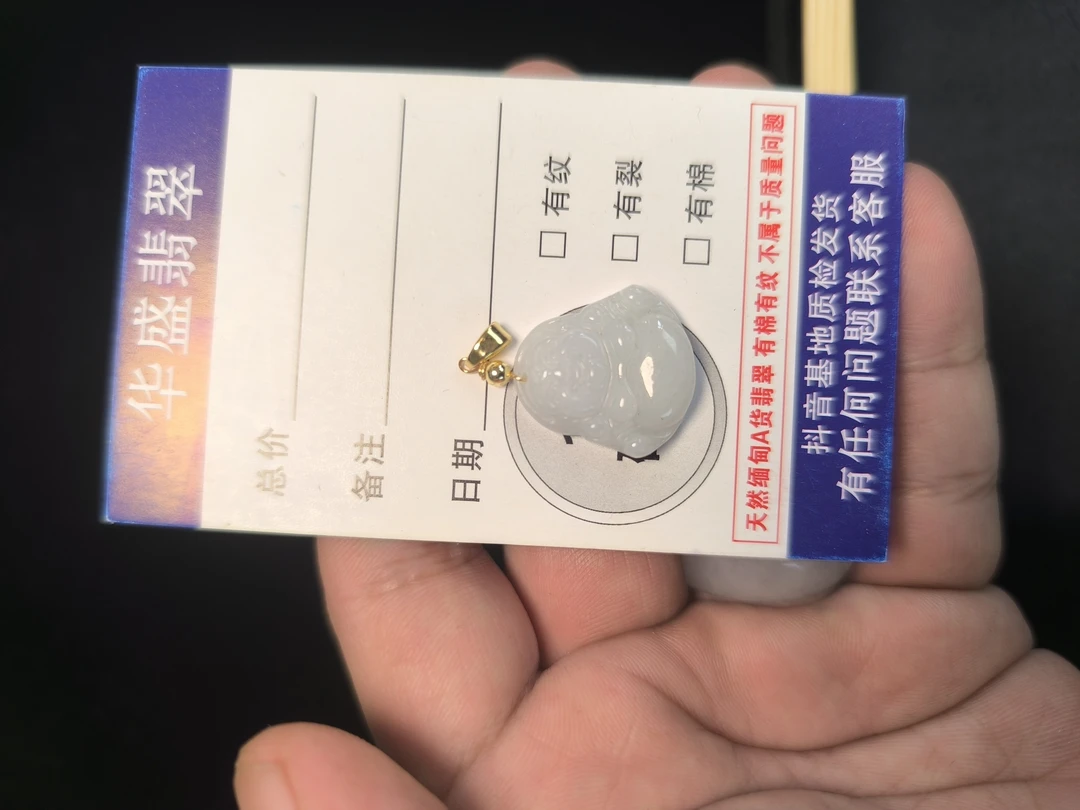 华盛翡翠
总价
备注
日期
□ 有纹
□ 有裂
□ 有棉
天然缅甸A货翡翠 有棉有纹 不属于质量问题
抖音基地质检发货
有任何问题联系客服